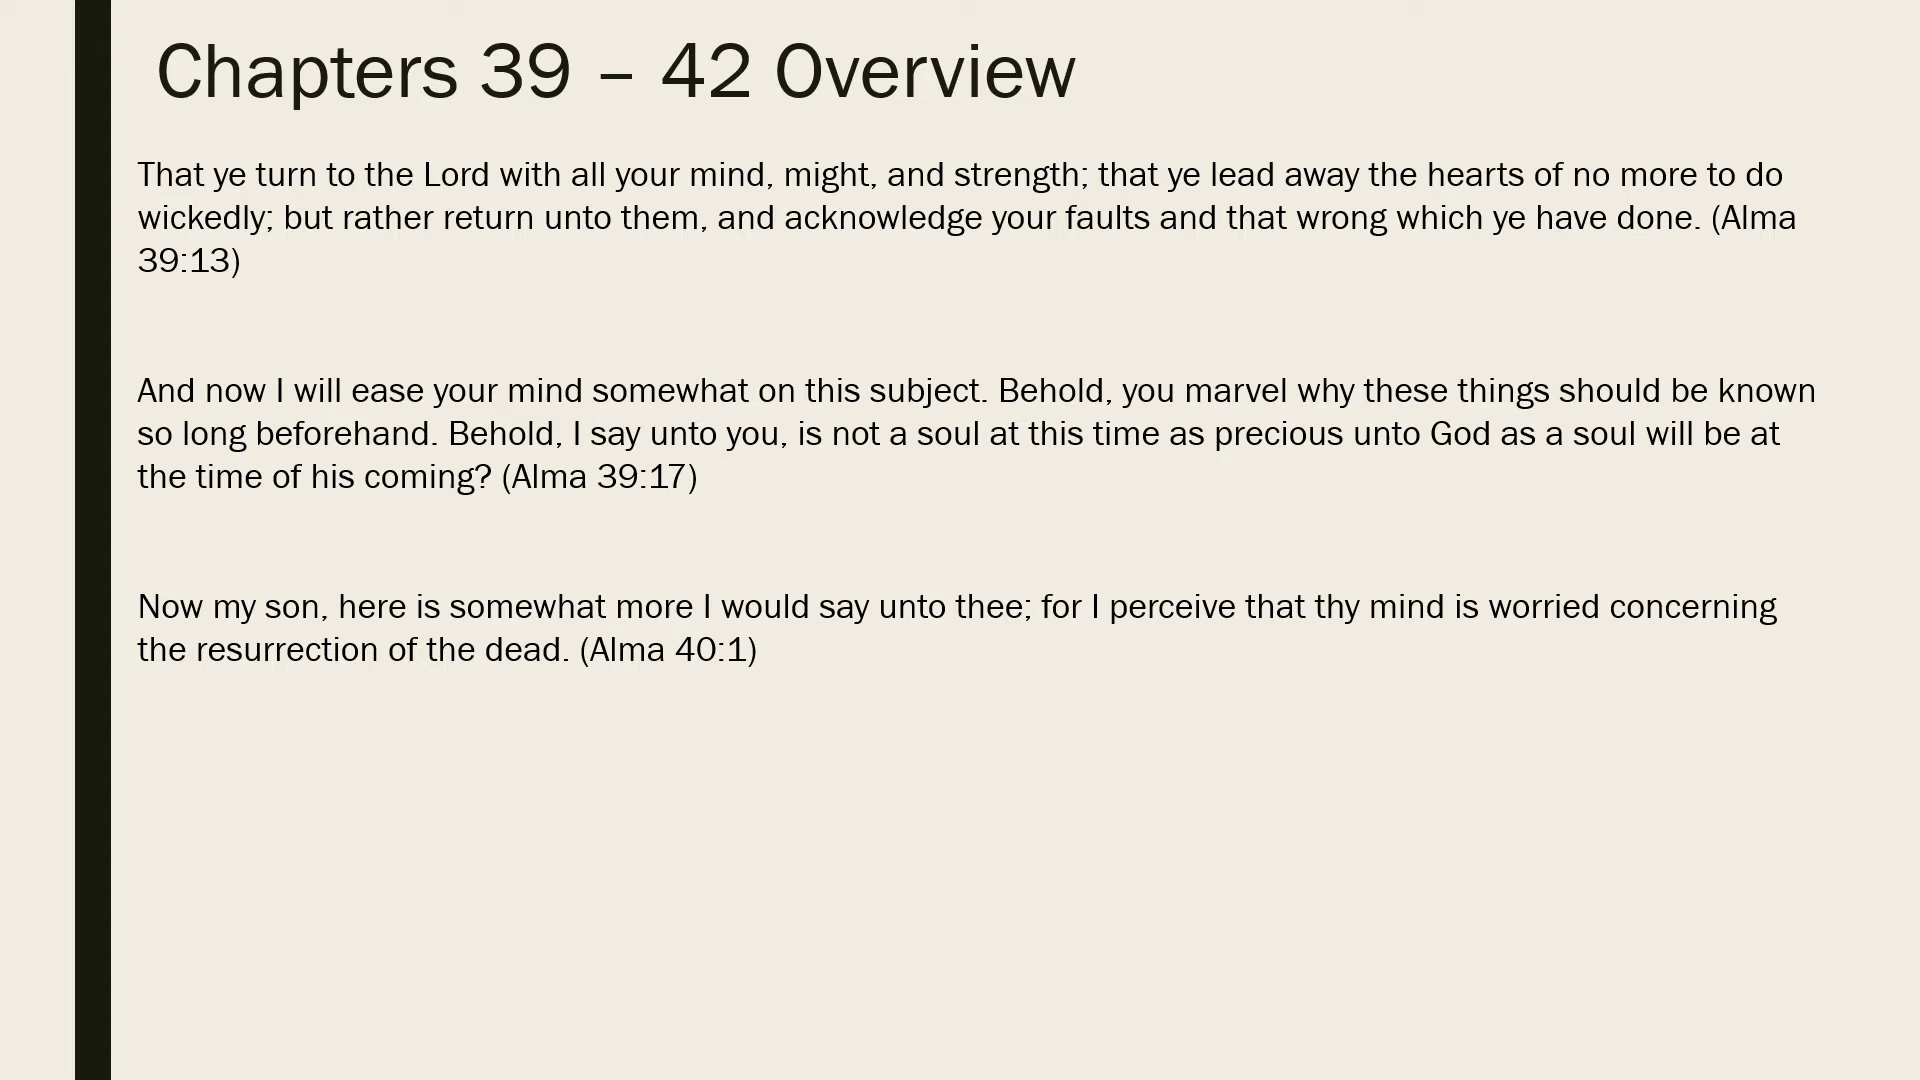 Chapters 39 – 42 Overview
That ye turn to the Lord with all your mind, might, and strength; that ye lead away the hearts of no more to do
wickedly; but rather return unto them, and acknowledge your faults and that wrong which ye have done. (Alma
39:13)
And now I will ease your mind somewhat on this subject. Behold, you marvel why these things should be known
so long beforehand. Behold, I say unto you, is not a soul at this time as precious unto God as a soul will be at
the time of his coming? (Alma 39:17)
Now my son, here is somewhat more I would say unto thee; for I perceive that thy mind is worried concerning
the resurrection of the dead. (Alma 40:1)